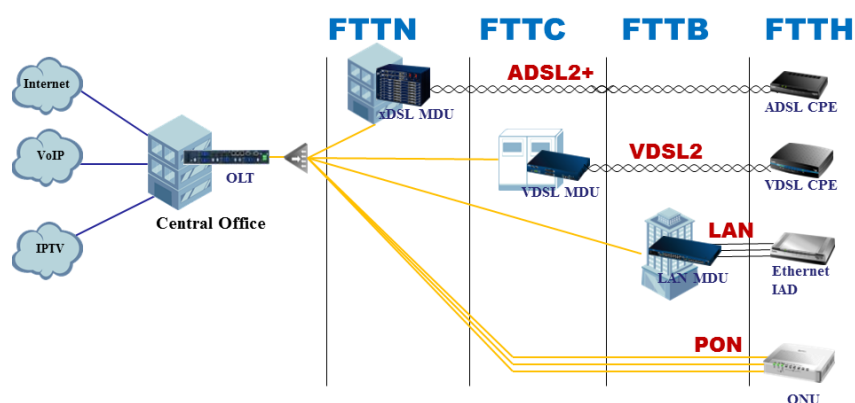 FTTN
FTTC
FTTB
FTTH
ADSL2+
Internet
xDSL MDU
ADSL CPE
VoIP
VDSL2
OLT
VDSL MDU
VDSL CPE
Central Office
LAN
IPTV
LAN MDU
Ethernet
IAD
PON
ONU